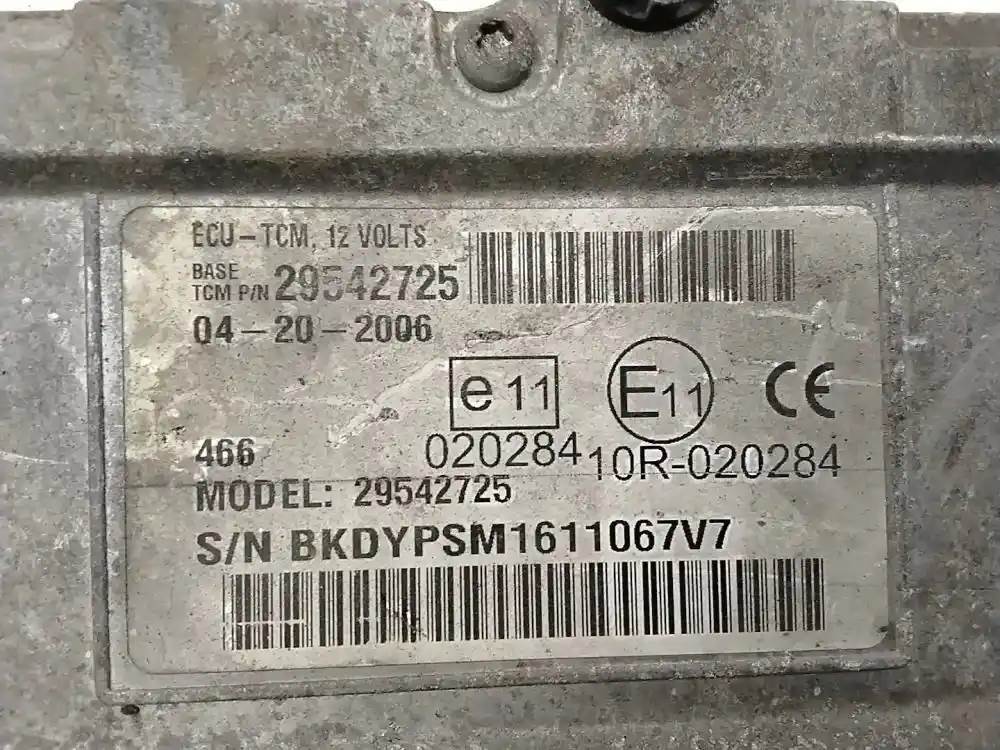 ECU-TCM, 12 VOLTS
BASE
TCM P/N 29542725
04-20-2006
e 11
E11
CE
020284
10R-020284
466
MODEL: 29542725
S/N BKDYPSM1611067V7